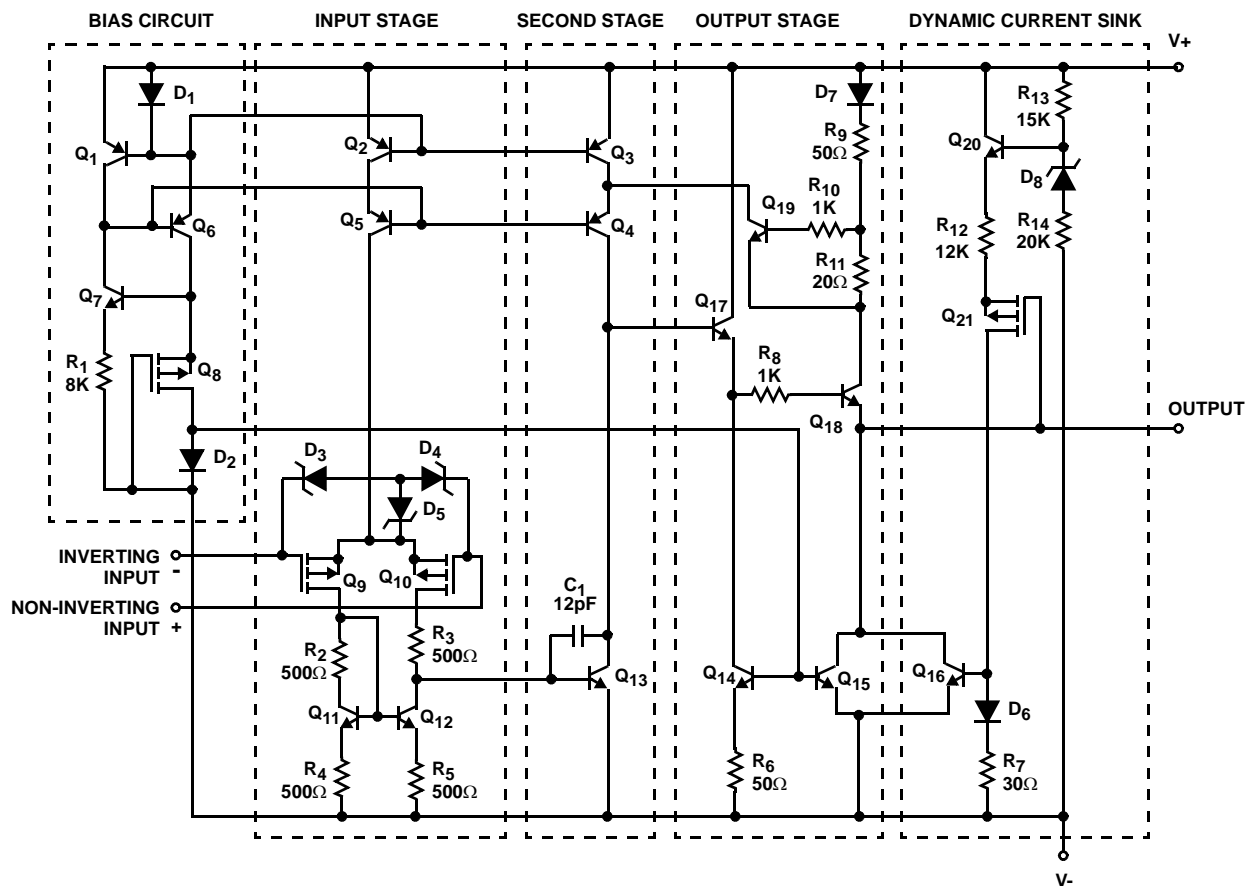 BIAS CIRCUIT
INPUT STAGE
SECOND STAGE
OUTPUT STAGE
DYNAMIC CURRENT SINK
V+
D1
D7
R13
15K
Q1
Q2
Q3
R9
50Ω
Q20
D8
Q6
Q5
Q4
Q19
R10
1K
R12
12K
R14
20K
R11
20Ω
Q7
Q17
Q21
R1
8K
Q8
R8
1K
Q18
OUTPUT
D2
D3
D4
D5
INVERTING
INPUT
-
Q9
Q10
NON-INVERTING
INPUT
+
C1
12pF
R2
500Ω
R3
500Ω
Q13
Q14
Q15
Q16
Q11
Q12
D6
R4
500Ω
R5
500Ω
R6
50Ω
R7
30Ω
V-